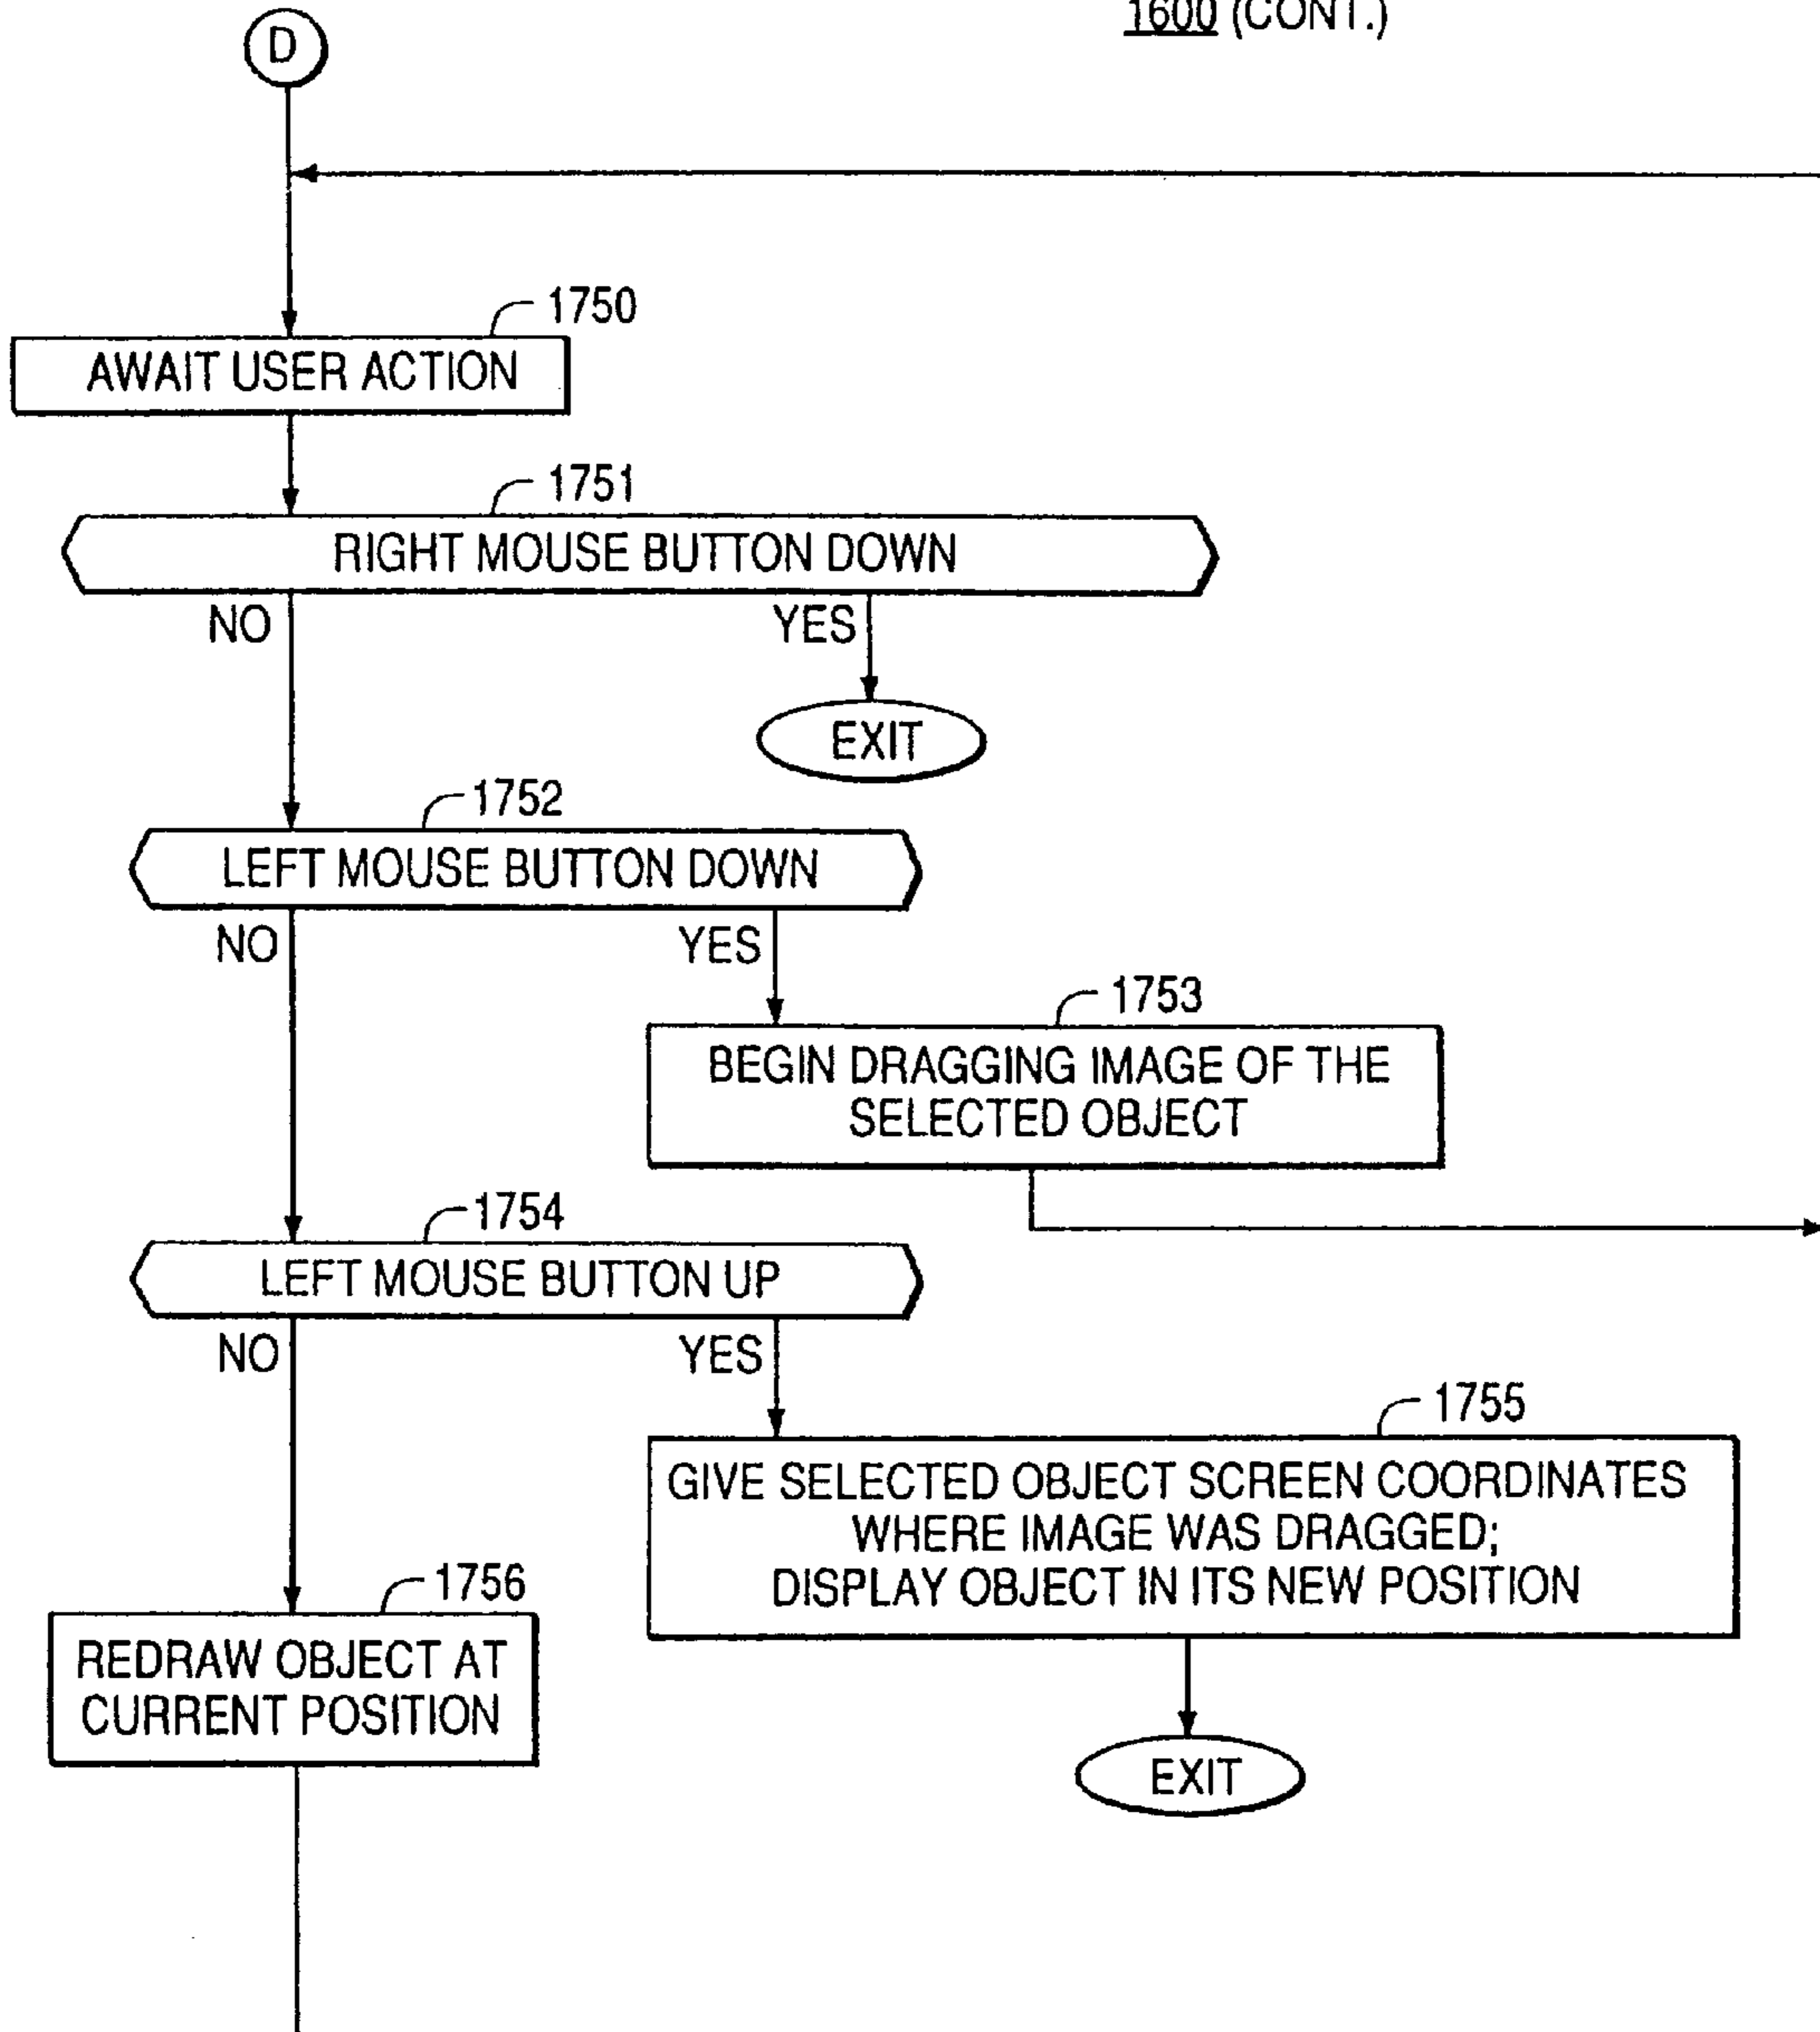 1600 (CONT.)
D
1750
AWAIT USER ACTION
1751
RIGHT MOUSE BUTTON DOWN
NO
YES
EXIT
1752
LEFT MOUSE BUTTON DOWN
NO
YES
1753
BEGIN DRAGGING IMAGE OF THE
SELECTED OBJECT
1754
LEFT MOUSE BUTTON UP
NO
YES
1755
GIVE SELECTED OBJECT SCREEN COORDINATES
WHERE IMAGE WAS DRAGGED;
DISPLAY OBJECT IN ITS NEW POSITION
1756
REDRAW OBJECT AT
CURRENT POSITION
EXIT